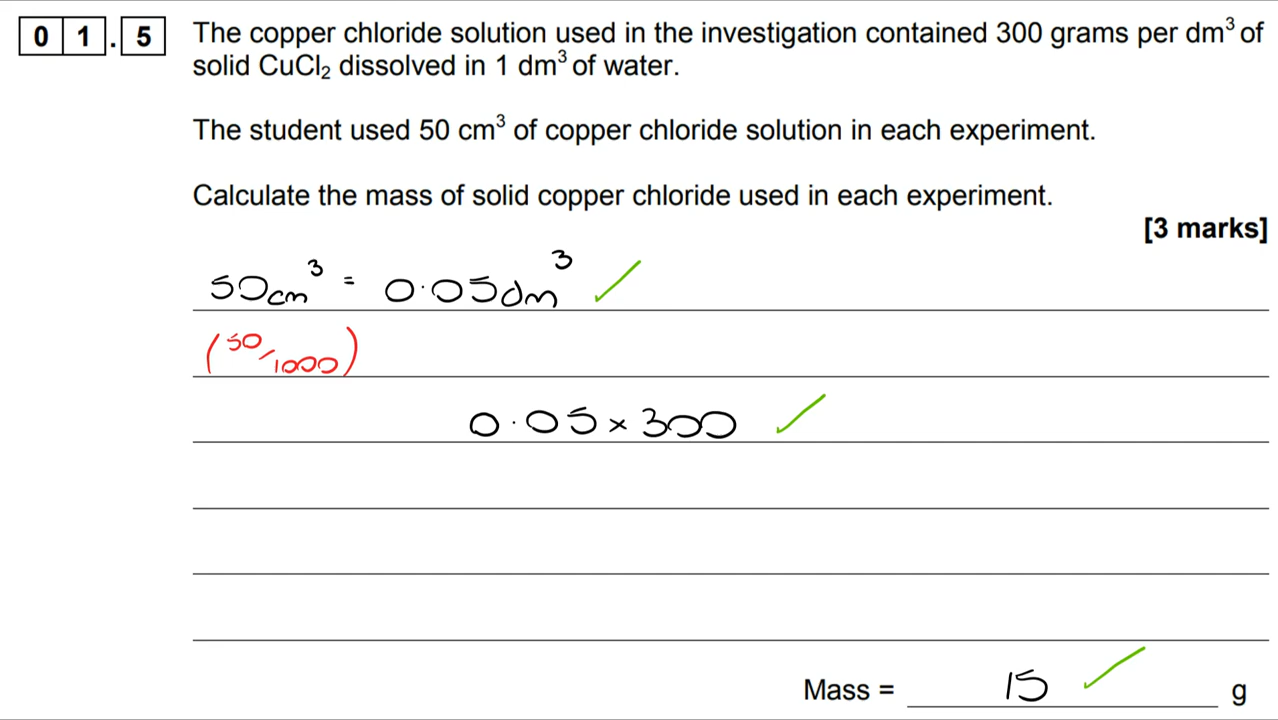 01.5 The copper chloride solution used in the investigation contained 300 grams per dm³ of
solid CuCl₂ dissolved in 1 dm³ of water.
The student used 50 cm³ of copper chloride solution in each experiment.
Calculate the mass of solid copper chloride used in each experiment.
[3 marks]
50cm³ = 0.05dm³ ✓
(50/1000)
0.05 × 300 ✓
Mass = 15 ✓ g